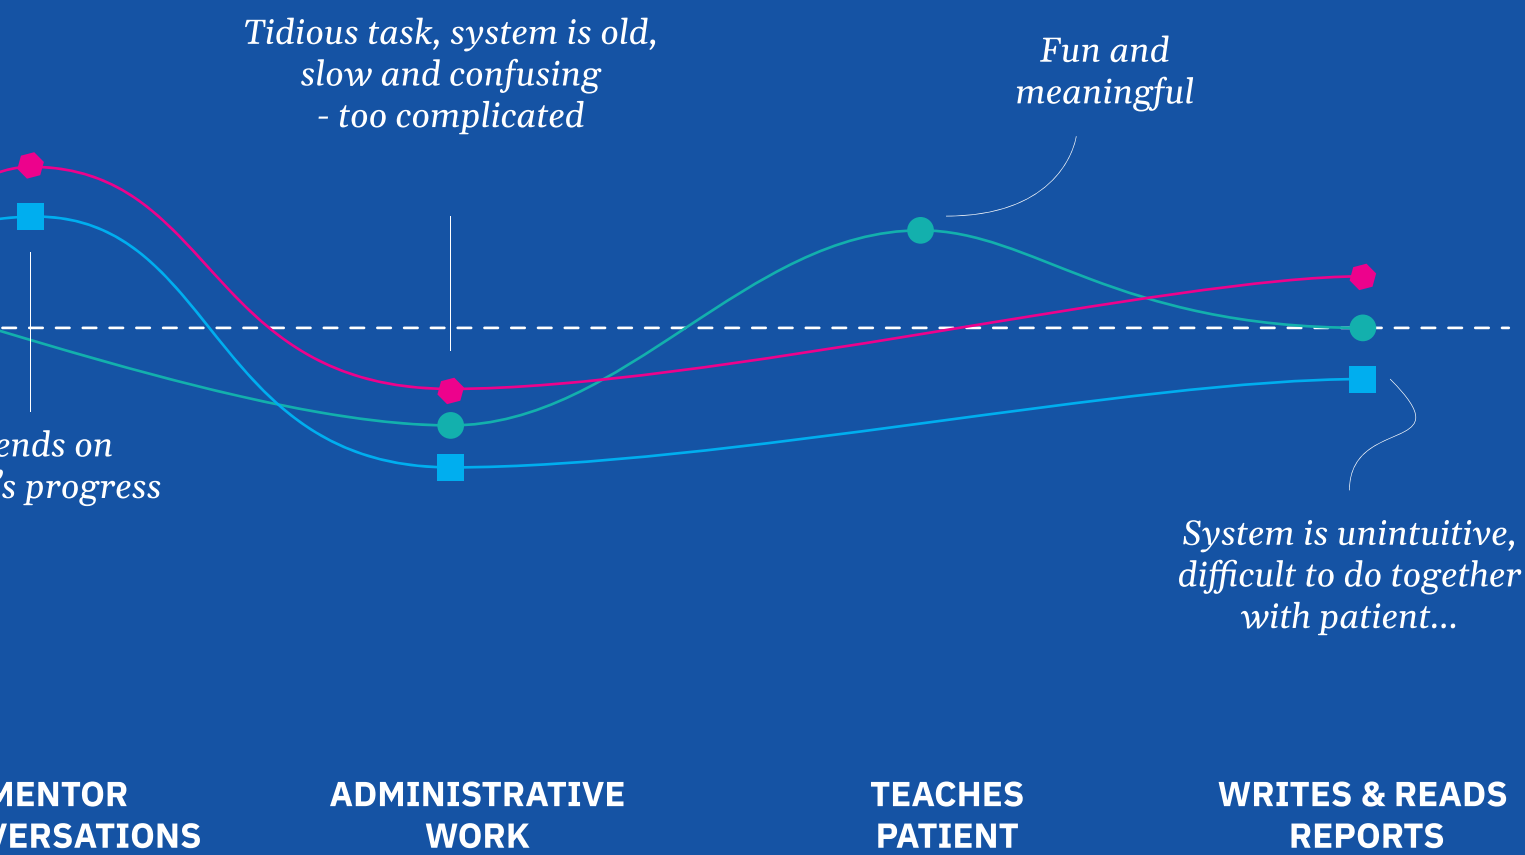 Tidious task, system is old,
slow and confusing
- too complicated
Fun and
meaningful
ends on
's progress
System is unintuitive,
difficult to do together
with patient...
MENTOR
VERSATIONS
ADMINISTRATIVE
WORK
TEACHES
PATIENT
WRITES & READS
REPORTS